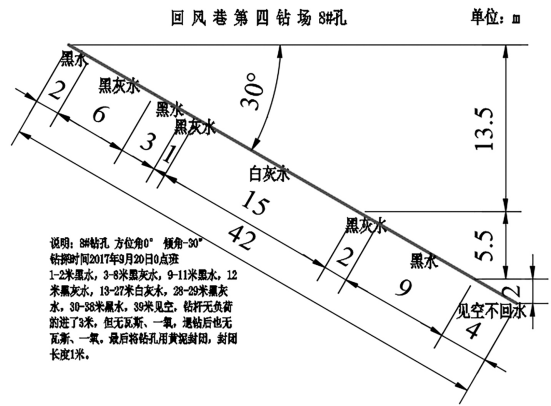 回风巷第四钻场8#孔
单位：m
黑水
黑灰水
黑水
黑灰水
白灰水
黑灰水
黑水
见空不回水
2
6
3
1
15
2
9
4
42
30°
13.5
5.5
2
说明：8#钻孔 方位角0° 倾角-30°
钻探时间2017年9月20日0点班
1-2米黑水，3-8米黑灰水，9-11米黑水，12
米黑灰水，13-27米白灰水，28-29米黑灰
水，30-38米黑水，39米见空，钻杆无负荷
的进了3米，但无瓦斯、一氧，退钻后也无
瓦斯、一氧。最后将钻孔用黄泥封闭，封闭
长度1米。